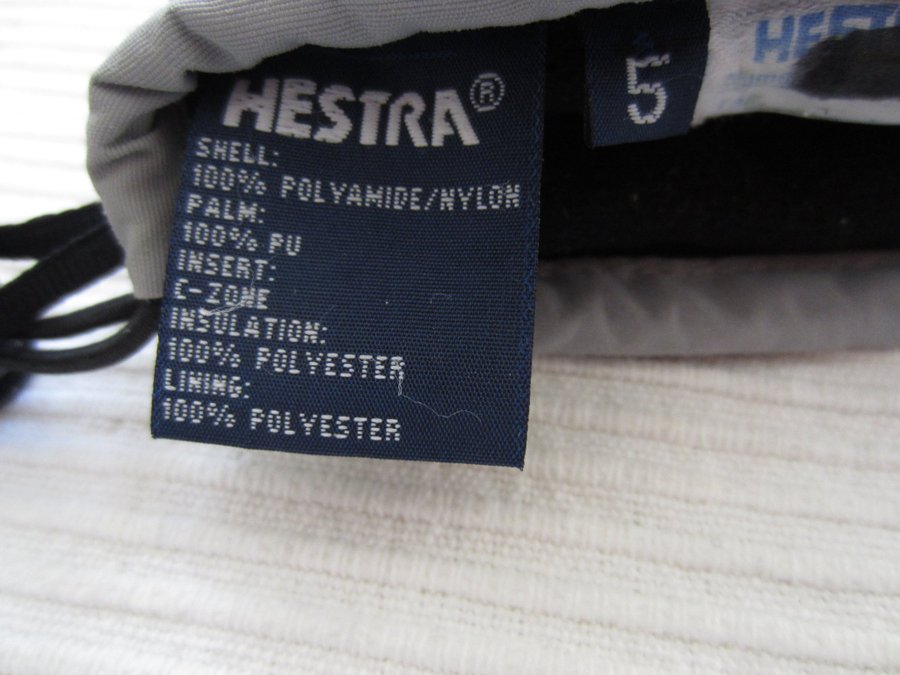 HESTRA®
SHELL:
100% POLYAMIDE/NYLON
PALM:
100% PU
INSERT:
C-ZONE
INSULATION:
100% POLYESTER
LINING:
100% POLYESTER
5